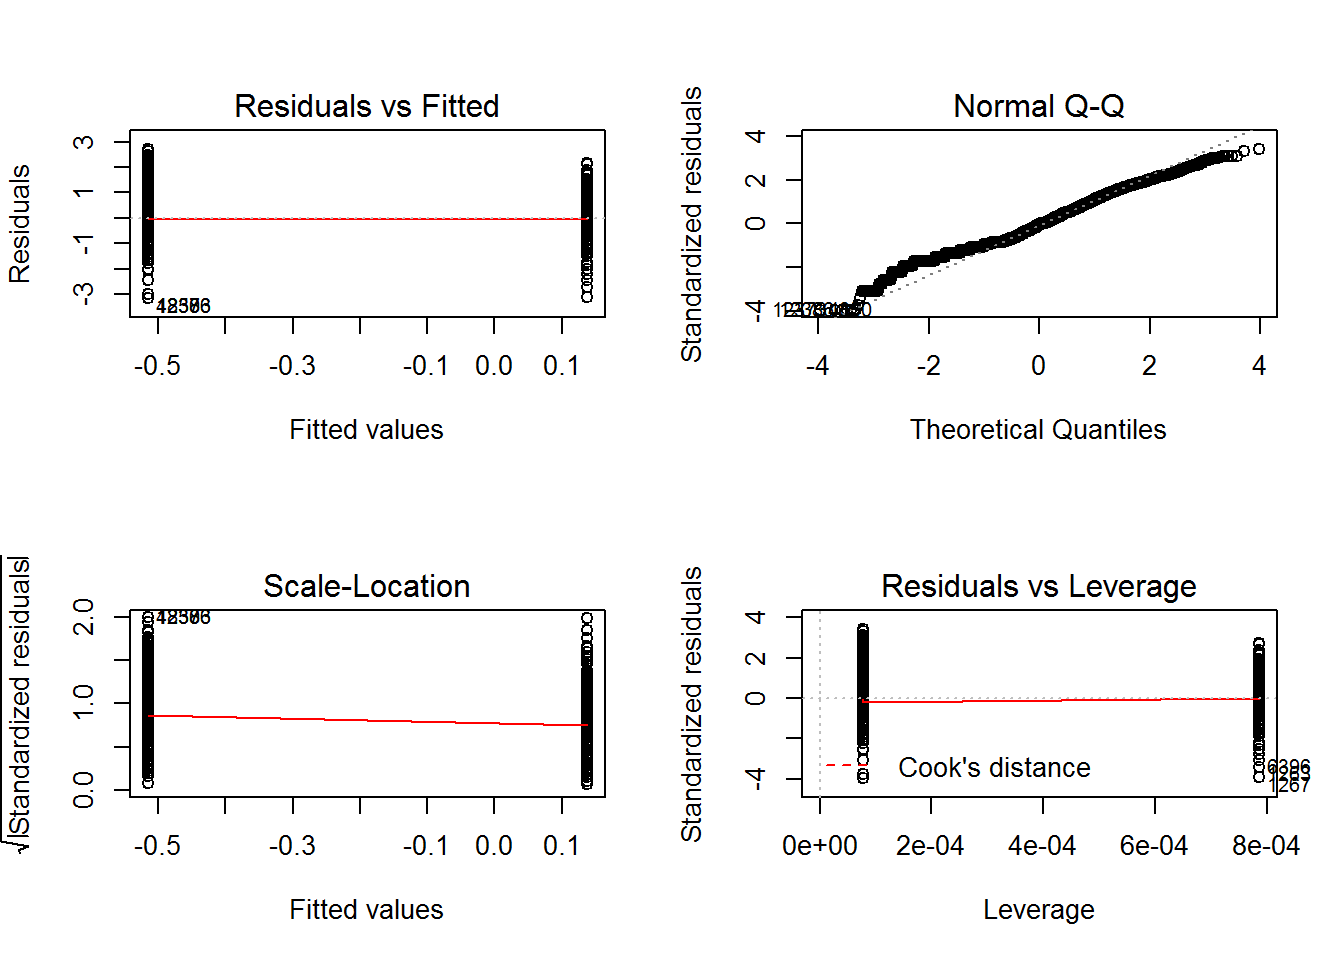 Residuals vs Fitted
Residuals
3
1
-1
-3
-0.5 -0.3 -0.1 0.0 0.1
Fitted values
Normal Q-Q
Standardized residuals
4
2
0
-4
-4 -2 0 2 4
Theoretical Quantiles
Scale-Location
√|Standardized residuals|
2.0
1.0
0.0
-0.5 -0.3 -0.1 0.0 0.1
Fitted values
Residuals vs Leverage
Standardized residuals
4
2
0
-4
Cook's distance
1267
0e+00 2e-04 4e-04 6e-04 8e-04
Leverage